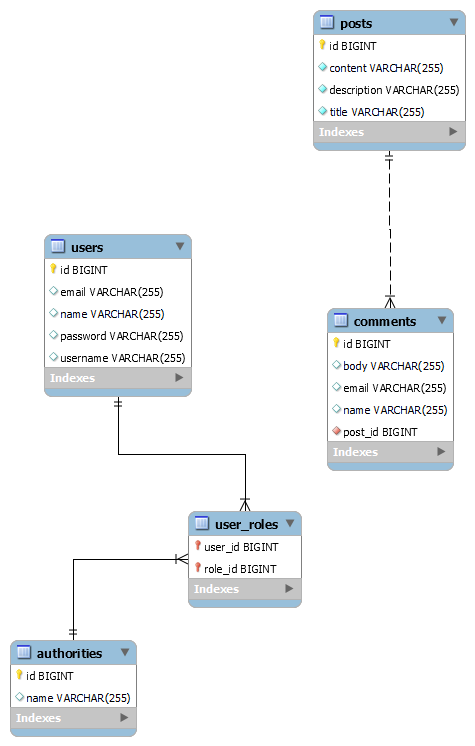 posts
id BIGINT
content VARCHAR(255)
description VARCHAR(255)
title VARCHAR(255)
Indexes
users
id BIGINT
email VARCHAR(255)
name VARCHAR(255)
password VARCHAR(255)
username VARCHAR(255)
Indexes
comments
id BIGINT
body VARCHAR(255)
email VARCHAR(255)
name VARCHAR(255)
post_id BIGINT
Indexes
user_roles
user_id BIGINT
role_id BIGINT
Indexes
authorities
id BIGINT
name VARCHAR(255)
Indexes